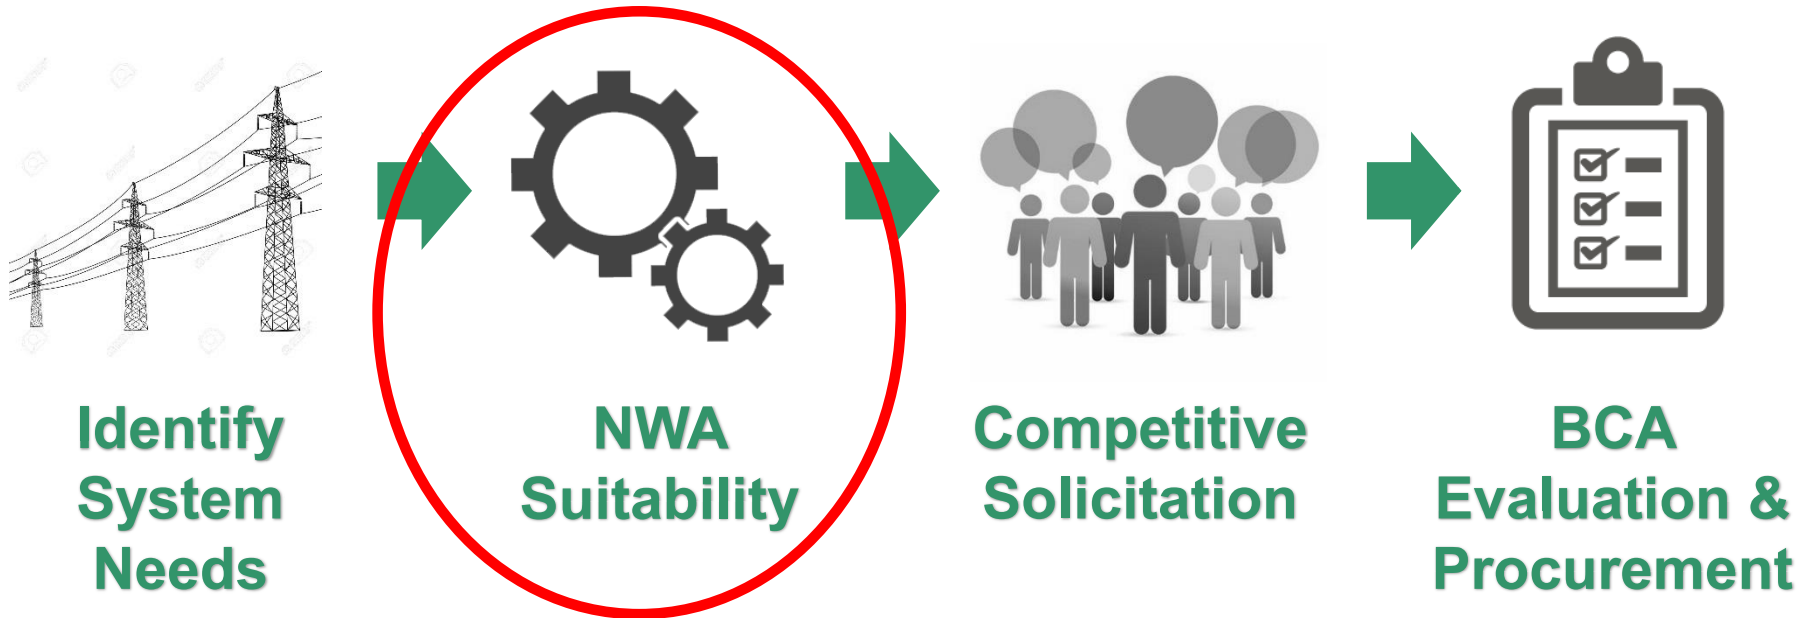 Identify
System
Needs
NWA
Suitability
Competitive
Solicitation
BCA
Evaluation &
Procurement